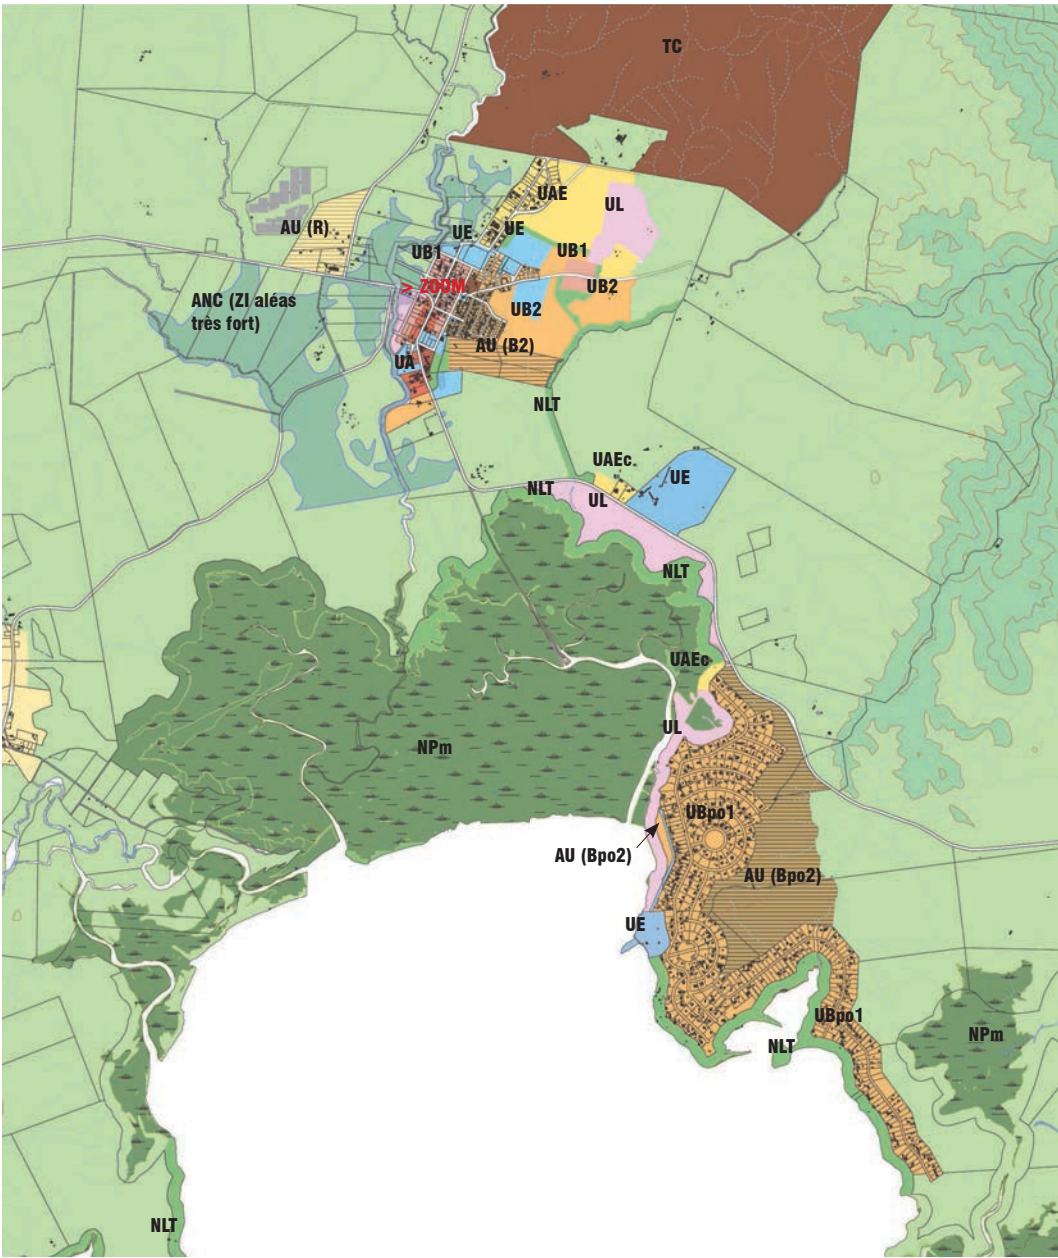 TC
UAE
UL
AU (R)
UE
UE
UB1
UB1
> ZOUM
UB2
ANC (ZI aléas
très fort)
UB2
AU (B2)
UA
NLT
UAEc
UE
NLT
UL
NLT
UAEc
UL
NPm
UBpo1
AU (Bpo2)
AU (Bpo2)
UE
UBpo1
NPm
NLT
NLT